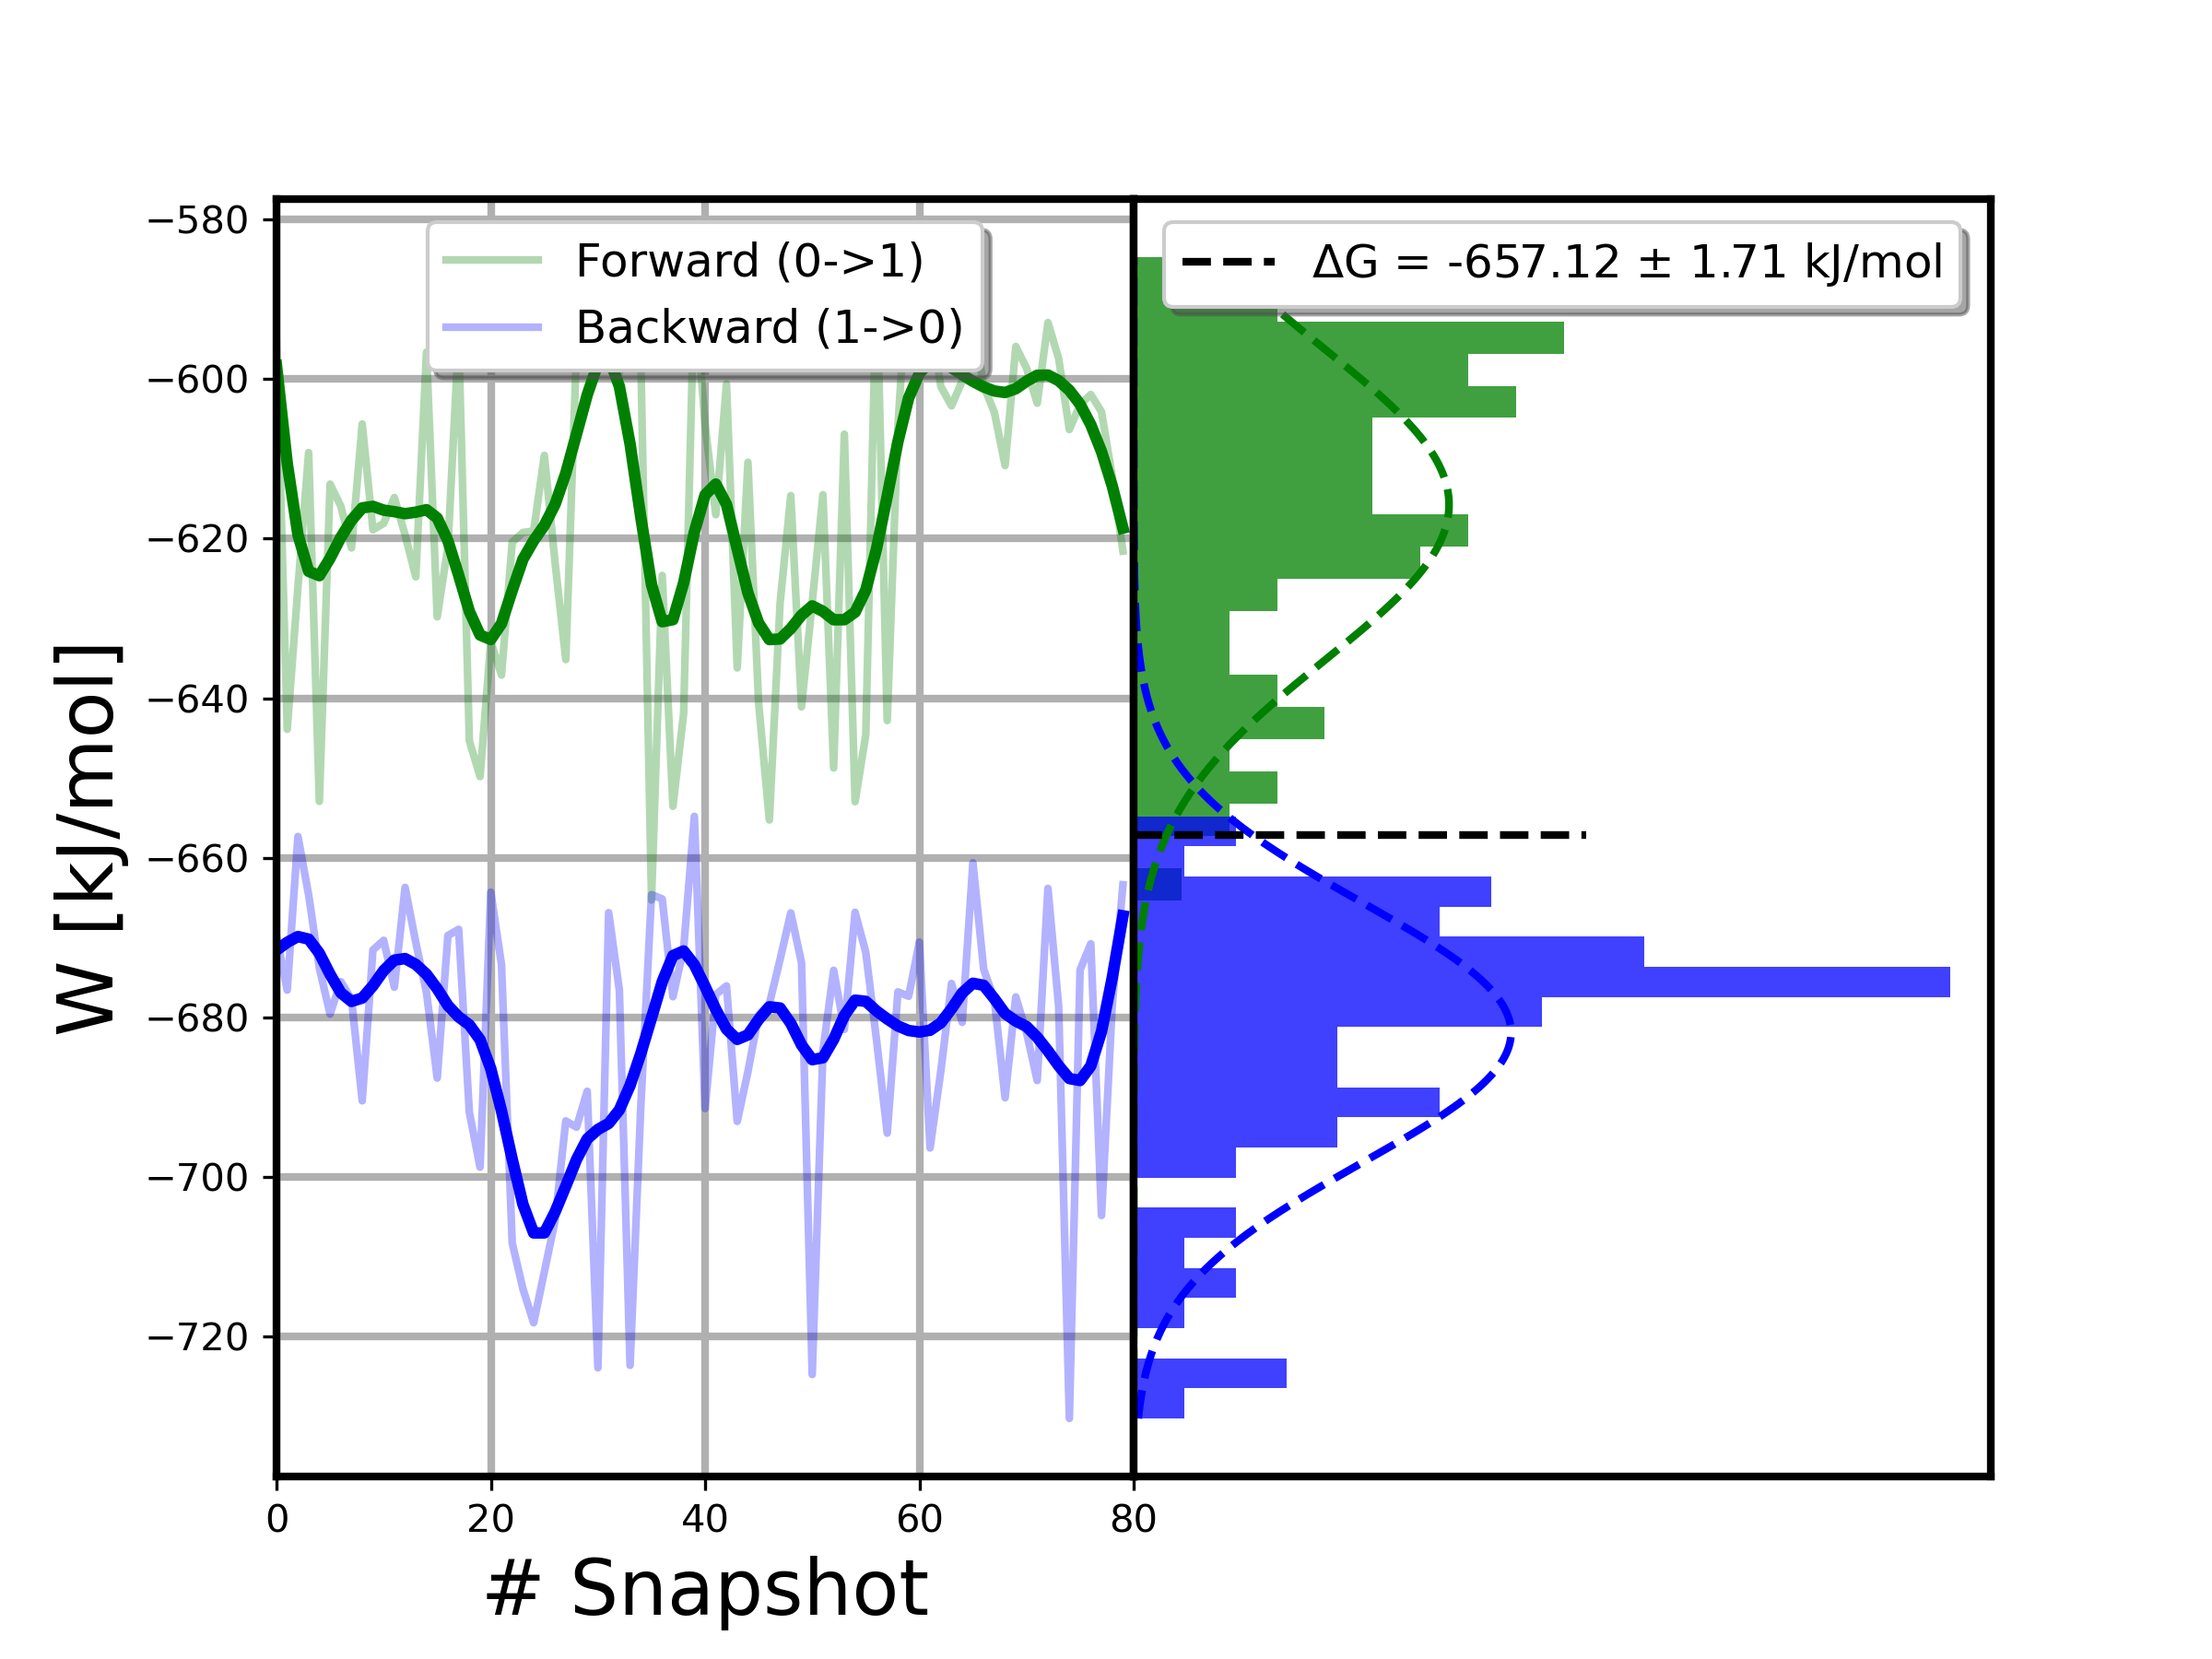 W [kJ/mol]
−580
−600
−620
−640
−660
−680
−700
−720
Forward (0->1)
Backward (1->0)
ΔG = -657.12 ± 1.71 kJ/mol
0 20 40 60 80
# Snapshot